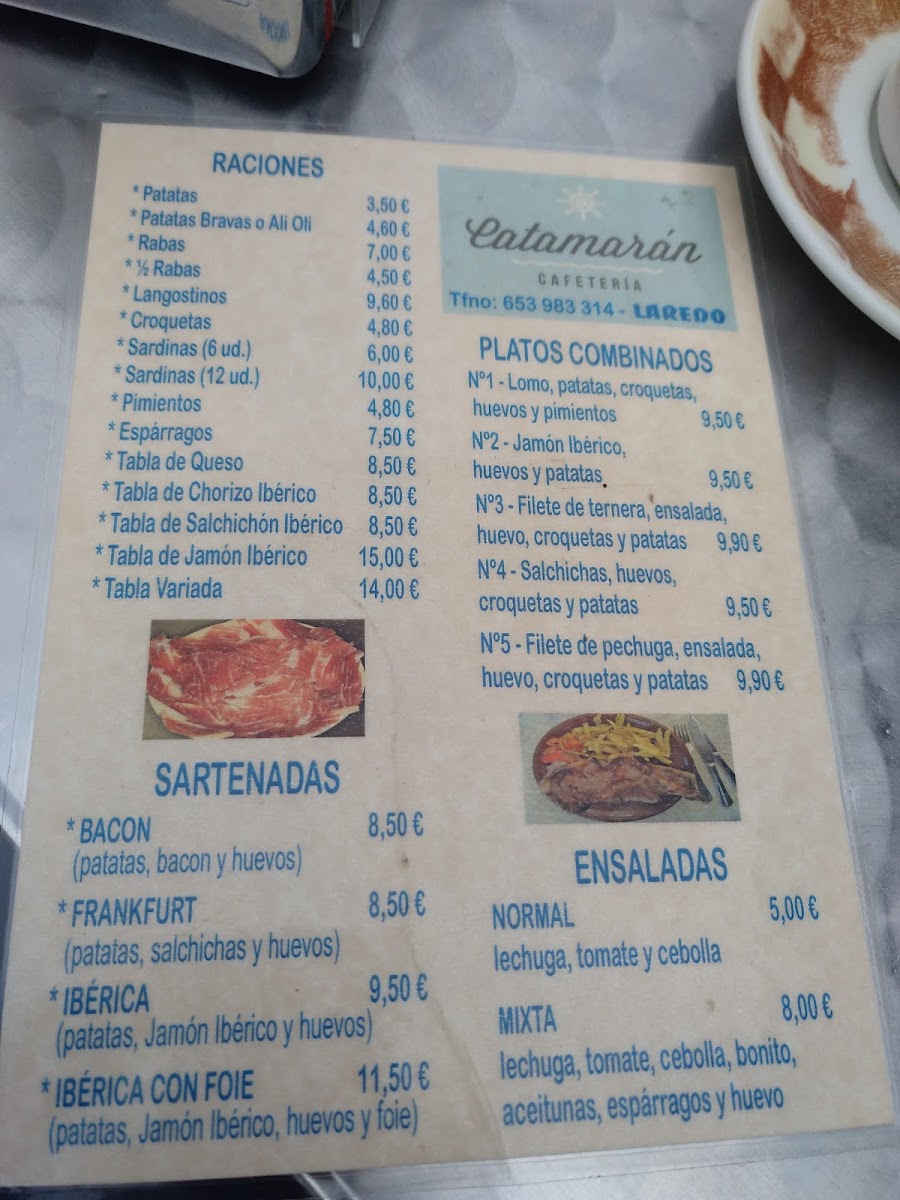 RACIONES
* Patatas 3,50 €
* Patatas Bravas o Ali Oli 4,60 €
* Rabas 7,00 €
* ½ Rabas 4,50 €
* Langostinos 9,60 €
* Croquetas 4,80 €
* Sardinas (6 ud.) 6,00 €
* Sardinas (12 ud.) 10,00 €
* Pimientos 4,80 €
* Espárragos 7,50 €
* Tabla de Queso 8,50 €
* Tabla de Chorizo Ibérico 8,50 €
* Tabla de Salchichón Ibérico 8,50 €
* Tabla de Jamón Ibérico 15,00 €
* Tabla Variada 14,00 €
SARTENADAS
* BACON 8,50 €
(patatas, bacon y huevos)
* FRANKFURT 8,50 €
(patatas, salchichas y huevos)
* IBÉRICA 9,50 €
(patatas, Jamón Ibérico y huevos)
* IBÉRICA CON FOIE 11,50 €
(patatas, Jamón Ibérico, huevos y foie)
Catamarán
CAFETERÍA
Tfno: 653 983 314 - LAREDO
PLATOS COMBINADOS
Nº1 - Lomo, patatas, croquetas,
huevos y pimientos 9,50 €
Nº2 - Jamón Ibérico,
huevos y patatas 9,50 €
Nº3 - Filete de ternera, ensalada,
huevo, croquetas y patatas 9,90 €
Nº4 - Salchichas, huevos,
croquetas y patatas 9,50 €
Nº5 - Filete de pechuga, ensalada,
huevo, croquetas y patatas 9,90 €
ENSALADAS
NORMAL 5,00 €
lechuga, tomate y cebolla
MIXTA 8,00 €
lechuga, tomate, cebolla, bonito,
aceitunas, espárragos y huevo